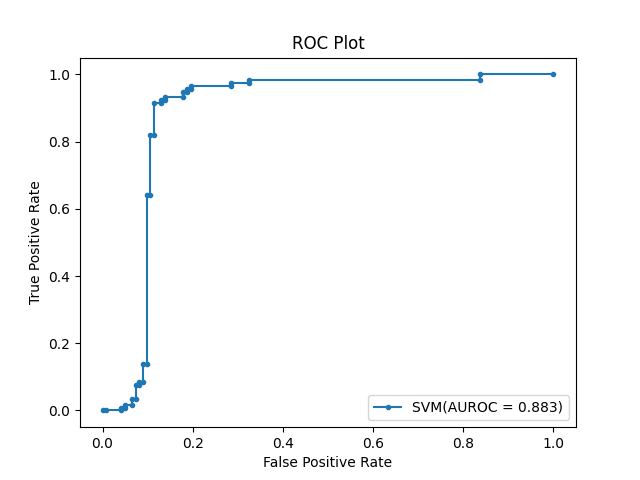 ROC Plot
1.0
0.8
0.6
0.4
0.2
0.0
True Positive Rate
0.0 0.2 0.4 0.6 0.8 1.0
False Positive Rate
SVM(AUROC = 0.883)